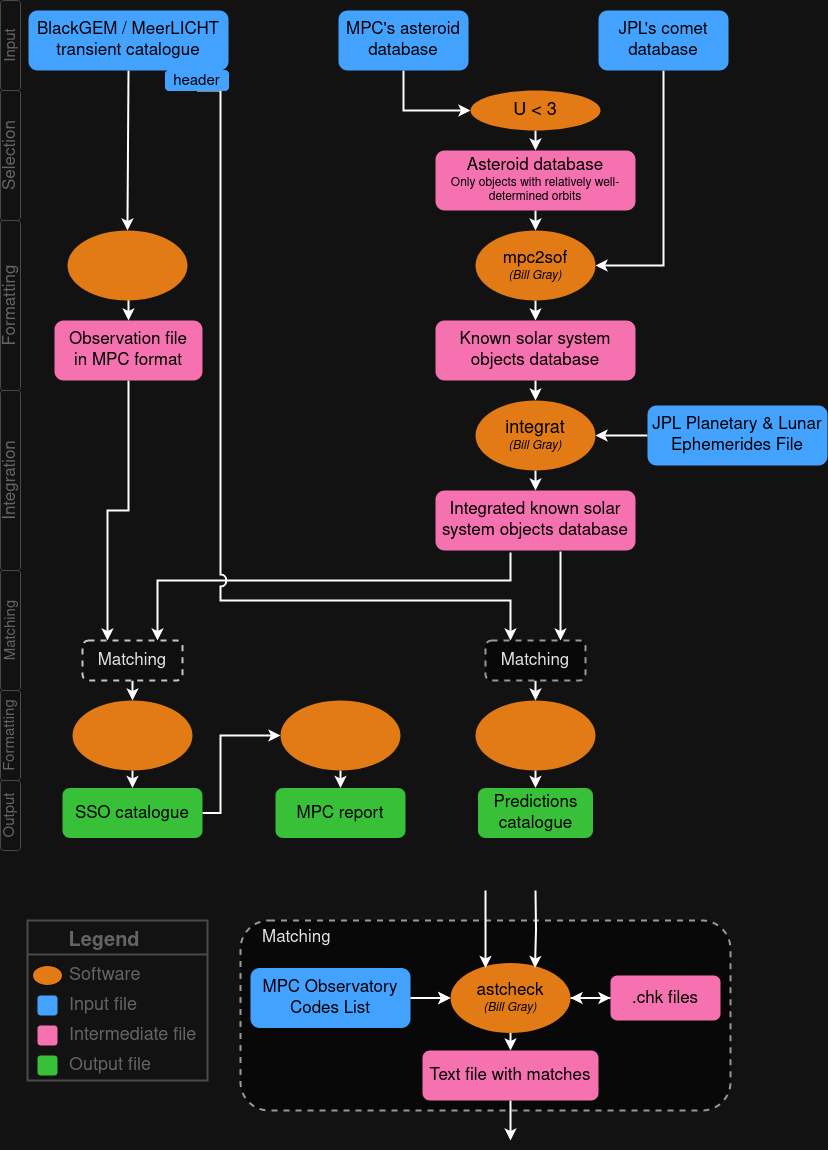 Input
BlackGEM / MeerLICHT
transient catalogue
header
MPC's asteroid
database
JPL's comet
database
Selection
U < 3
Asteroid database
Only objects with relatively well-
determined orbits
Formatting
mpc2sof
(Bill Gray)
Observation file
in MPC format
Known solar system
objects database
Integration
integrat
(Bill Gray)
JPL Planetary & Lunar
Ephemerides File
Integrated known solar
system objects database
Matching
Matching
Matching
Formatting
Output
SSO catalogue
MPC report
Predictions
catalogue
Legend
Software
Input file
Intermediate file
Output file
Matching
MPC Observatory
Codes List
astcheck
(Bill Gray)
.chk files
Text file with matches